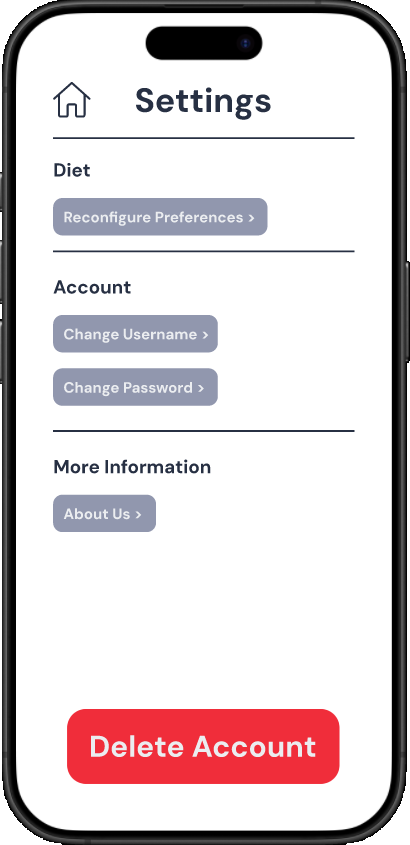 Settings
Diet
Reconfigure Preferences >
Account
Change Username >
Change Password >
More Information
About Us >
Delete Account